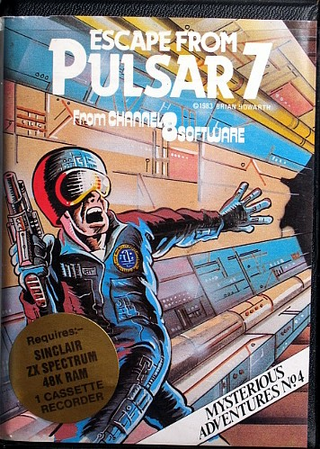 ESCAPE FROM
PULSAR 7
©1983 BRIAN HOWARTH
From CHANNEL 8 SOFTWARE
Requires:-
SINCLAIR
ZX SPECTRUM
48K RAM
1 CASSETTE
RECORDER
MYSTERIOUS
ADVENTURES No4